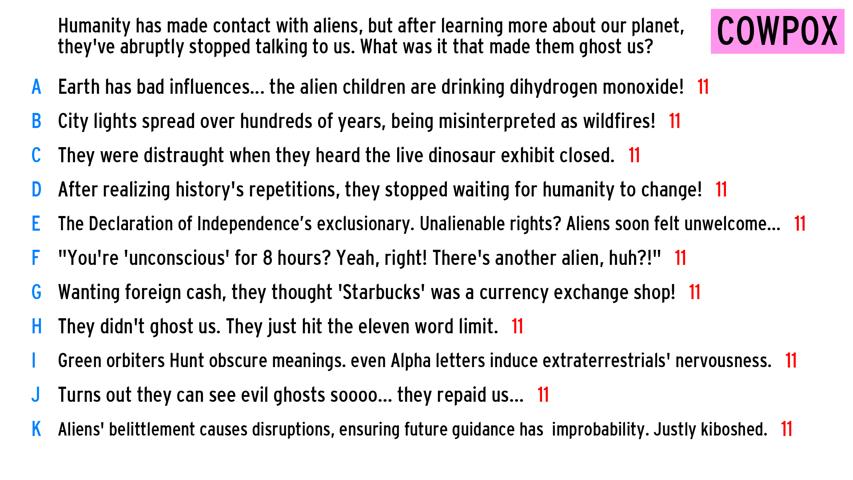 Humanity has made contact with aliens, but after learning more about our planet,
they've abruptly stopped talking to us. What was it that made them ghost us?
COWPOX
A Earth has bad influences... the alien children are drinking dihydrogen monoxide! 11
B City lights spread over hundreds of years, being misinterpreted as wildfires! 11
C They were distraught when they heard the live dinosaur exhibit closed. 11
D After realizing history's repetitions, they stopped waiting for humanity to change! 11
E The Declaration of Independence's exclusionary. Unalienable rights? Aliens soon felt unwelcome... 11
F "You're 'unconscious' for 8 hours? Yeah, right! There's another alien, huh?!" 11
G Wanting foreign cash, they thought 'Starbucks' was a currency exchange shop! 11
H They didn't ghost us. They just hit the eleven word limit. 11
I Green orbiters Hunt obscure meanings. even Alpha letters induce extraterrestrials' nervousness. 11
J Turns out they can see evil ghosts soooo... they repaid us... 11
K Aliens' belittlement causes disruptions, ensuring future guidance has improbability. Justly kiboshed. 11